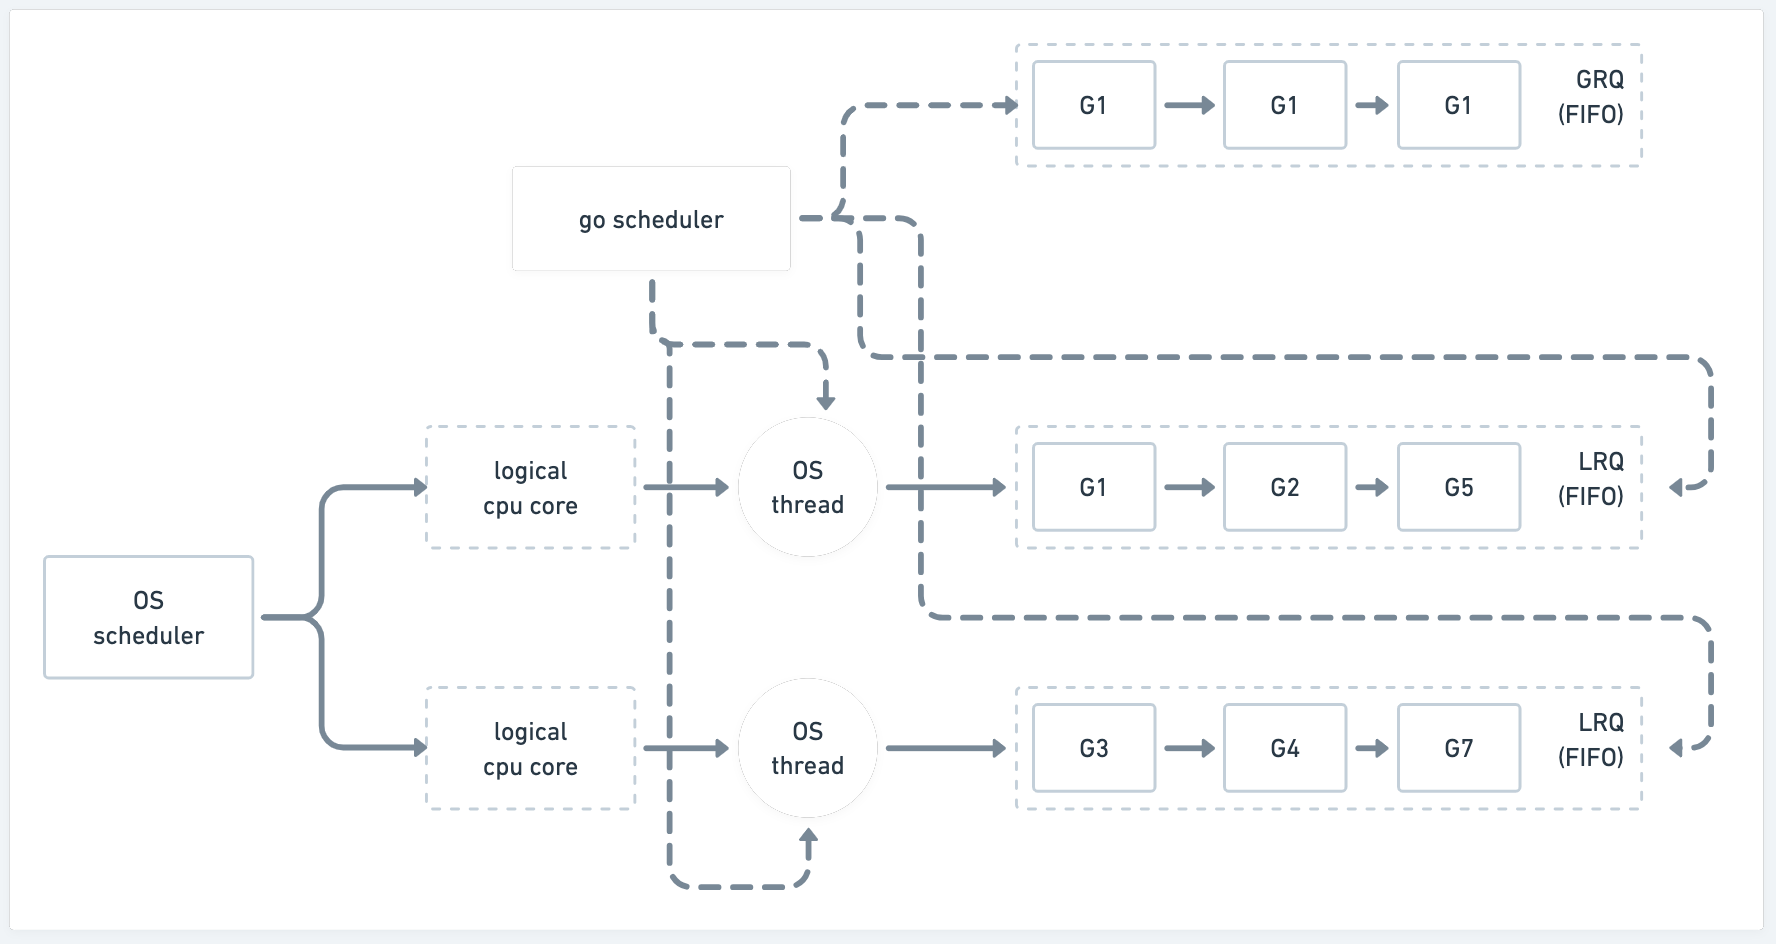 G1
G1
G1
GRQ
(FIFO)
go scheduler
logical
cpu core
OS
thread
G1
G2
G5
LRQ
(FIFO)
OS
scheduler
logical
cpu core
OS
thread
G3
G4
G7
LRQ
(FIFO)